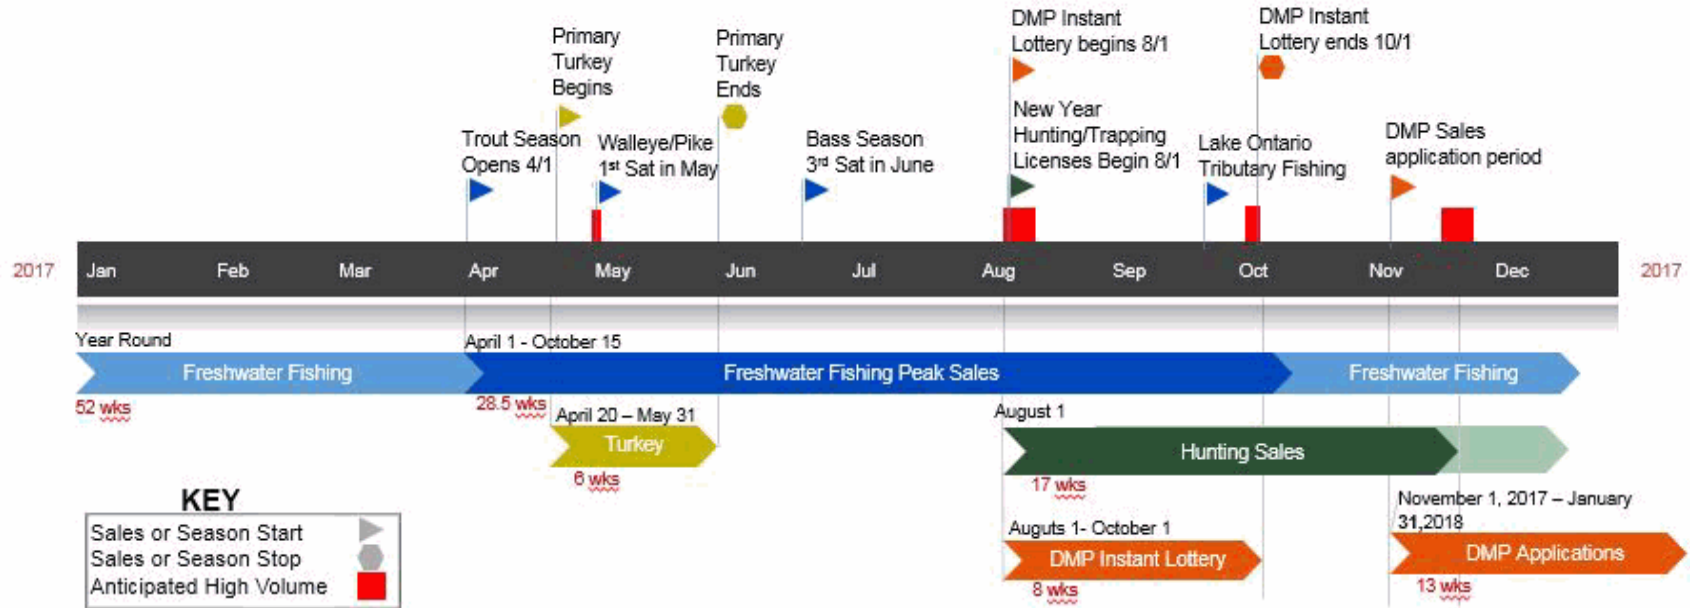 DMP Instant
Lottery begins 8/1
DMP Instant
Lottery ends 10/1
Primary
Turkey
Begins
Primary
Turkey
Ends
New Year
Hunting/Trapping
Licenses Begin 8/1
Trout Season
Opens 4/1
Walleye/Pike
1st Sat in May
Bass Season
3rd Sat in June
Lake Ontario
Tributary Fishing
DMP Sales
application period
2017 Jan Feb Mar Apr May Jun Jul Aug Sep Oct Nov Dec 2017
Year Round
April 1 - October 15
Freshwater Fishing
Freshwater Fishing Peak Sales
Freshwater Fishing
52 wks
28.5 wks
April 20 – May 31
August 1
Turkey
Hunting Sales
6 wks
17 wks
KEY
Sales or Season Start
Sales or Season Stop
Anticipated High Volume
November 1, 2017 – January
31,2018
Auguts 1- October 1
DMP Instant Lottery
DMP Applications
8 wks
13 wks